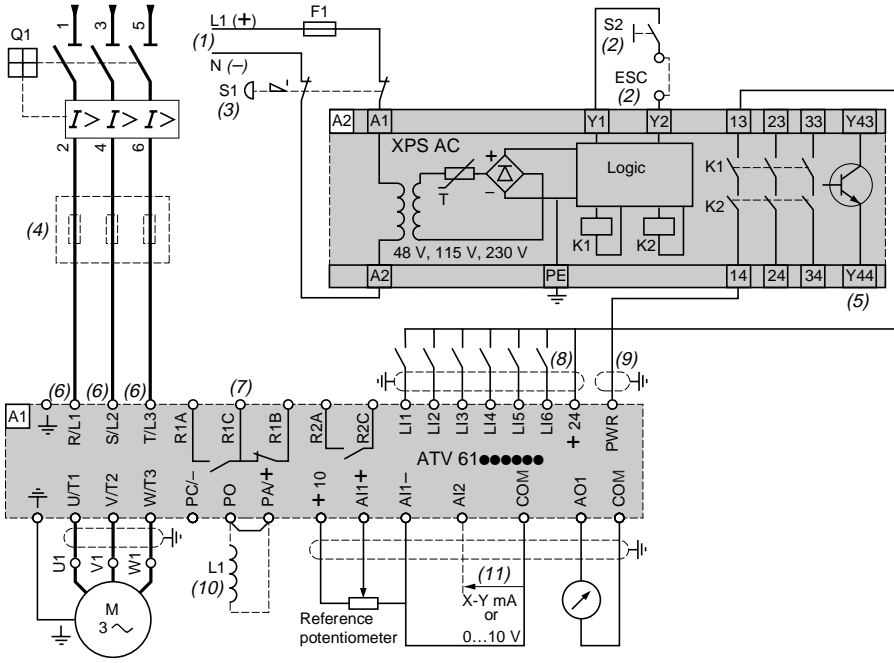 1
3
5
Q1
I>
I>
I>
2
4
6
(4)
L1 (+)
F1
(1)
N (–)
S1
(3)
S2
(2)
ESC
(2)
A2
A1
Y1
Y2
13
23
33
Y43
XPS AC
+
–
T
Logic
K1
K2
K1
K2
48 V, 115 V, 230 V
A2
PE
14
24
34
Y44
(5)
(6)
(6)
(6)
(7)
(8)
(9)
A1
R/L1
S/L2
T/L3
R1A
R1C
R1B
R2A
R2C
LI1
LI2
LI3
LI4
LI5
LI6
+ 24
PWR
ATV 61●●●●●●
U/T1
V/T2
W/T3
PC/–
PO
PA/+
+ 10
AI1+
AI1–
AI2
COM
AO1
COM
U1
V1
W1
M
3 ~
L1
(10)
Reference
potentiometer
(11)
X-Y mA
or
0...10 V